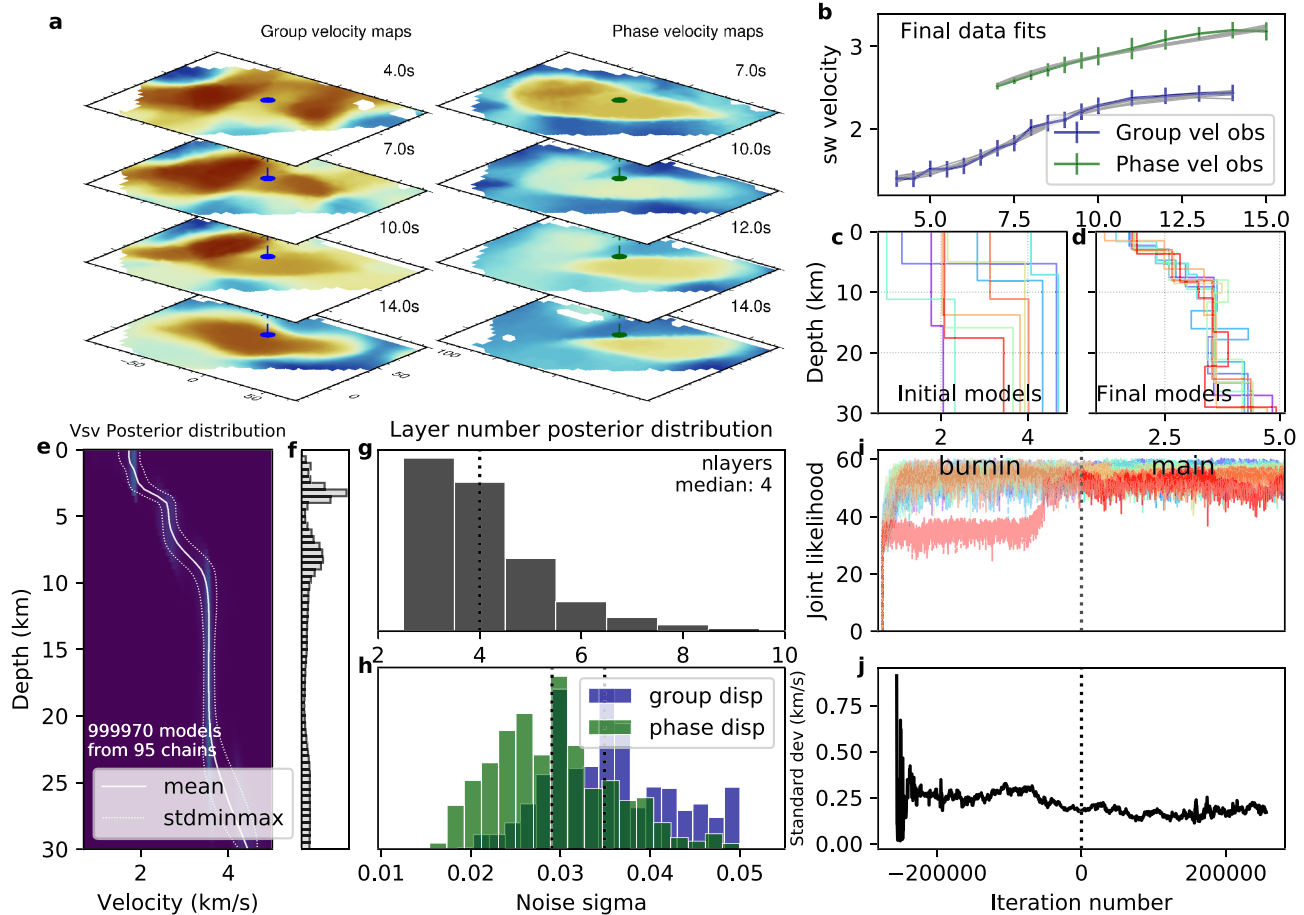 a
Group velocity maps
Phase velocity maps
4.0s
7.0s
7.0s
10.0s
10.0s
12.0s
14.0s
14.0s
−50
0
50
0
50
100
b
Final data fits
sw velocity
3
2
Group vel obs
Phase vel obs
5.0
7.5
10.0
12.5
15.0
c
d
Depth (km)
0
10
20
30
Initial models
Final models
2
4
2.5
5.0
e
Vsv Posterior distribution
f
Depth (km)
0
5
10
15
20
25
30
999970 models
from 95 chains
mean
stdminmax
2
4
Velocity (km/s)
g
Layer number posterior distribution
nlayers
median: 4
2
4
6
8
10
h
group disp
phase disp
0.01
0.02
0.03
0.04
0.05
Noise sigma
i
burnin
main
Joint likelihood
60
40
20
0
j
Standard dev (km/s)
0.75
0.50
0.25
0.00
−200000
0
200000
Iteration number